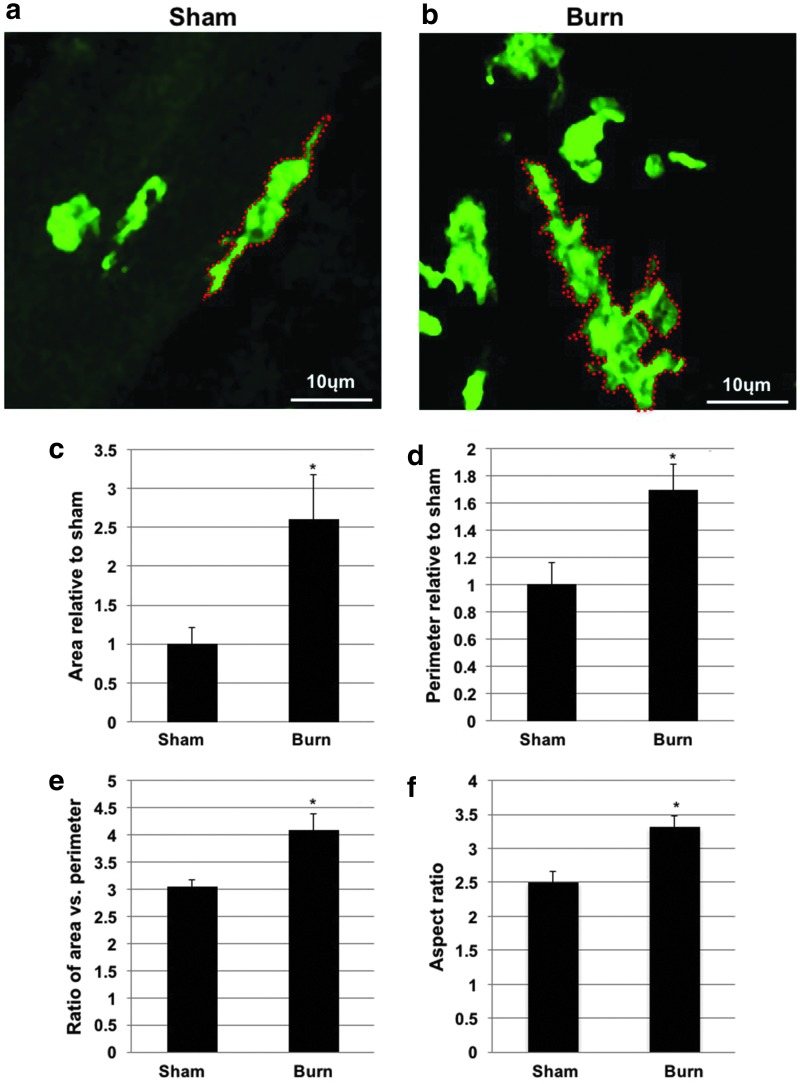 a Sham
b Burn
10ųm
10ųm
c
Area relative to sham
3.5
3
2.5
2
1.5
1
0.5
0
*
Sham Burn
d
Perimeter relative to sham
2
1.8
1.6
1.4
1.2
1
0.8
0.6
0.4
0.2
0
*
Sham Burn
e
Ratio of area vs. perimeter
5
4.5
4
3.5
3
2.5
2
1.5
1
0.5
0
*
Sham Burn
f
Aspect ratio
4
3.5
3
2.5
2
1.5
1
0.5
0
*
Sham Burn